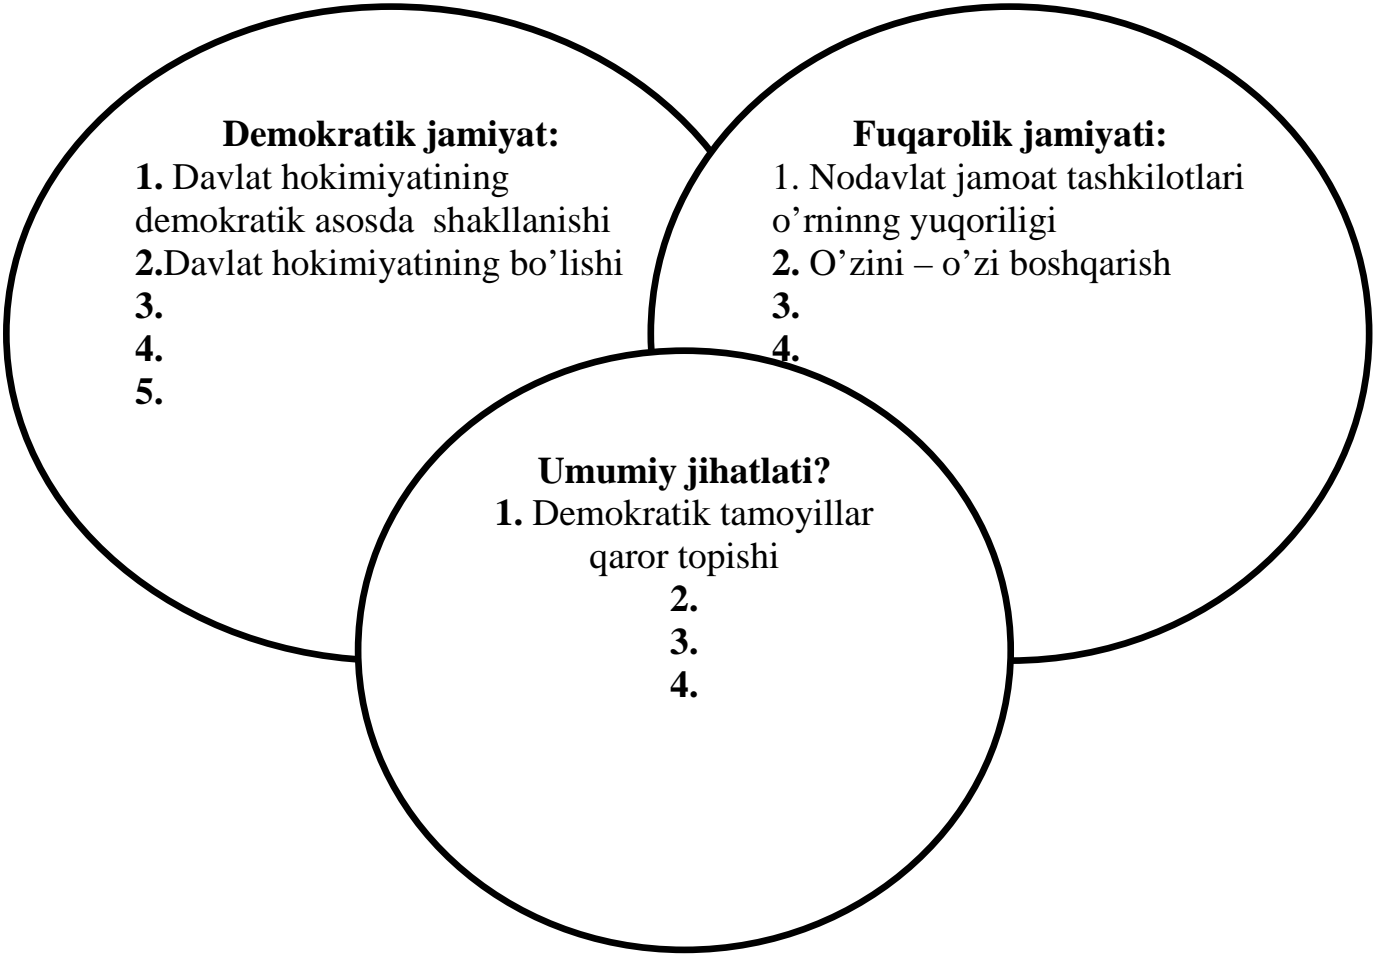 Demokratik jamiyat:
1. Davlat hokimiyatining
demokratik asosda  shakllanishi
2.Davlat hokimiyatining bo’lishi
3.
4.
5.
Fuqarolik jamiyati:
1. Nodavlat jamoat tashkilotlari
o’rninng yuqoriligi
2. O’zini – o’zi boshqarish
3.
4.
Umumiy jihatlati?
1. Demokratik tamoyillar
qaror topishi
2.
3.
4.